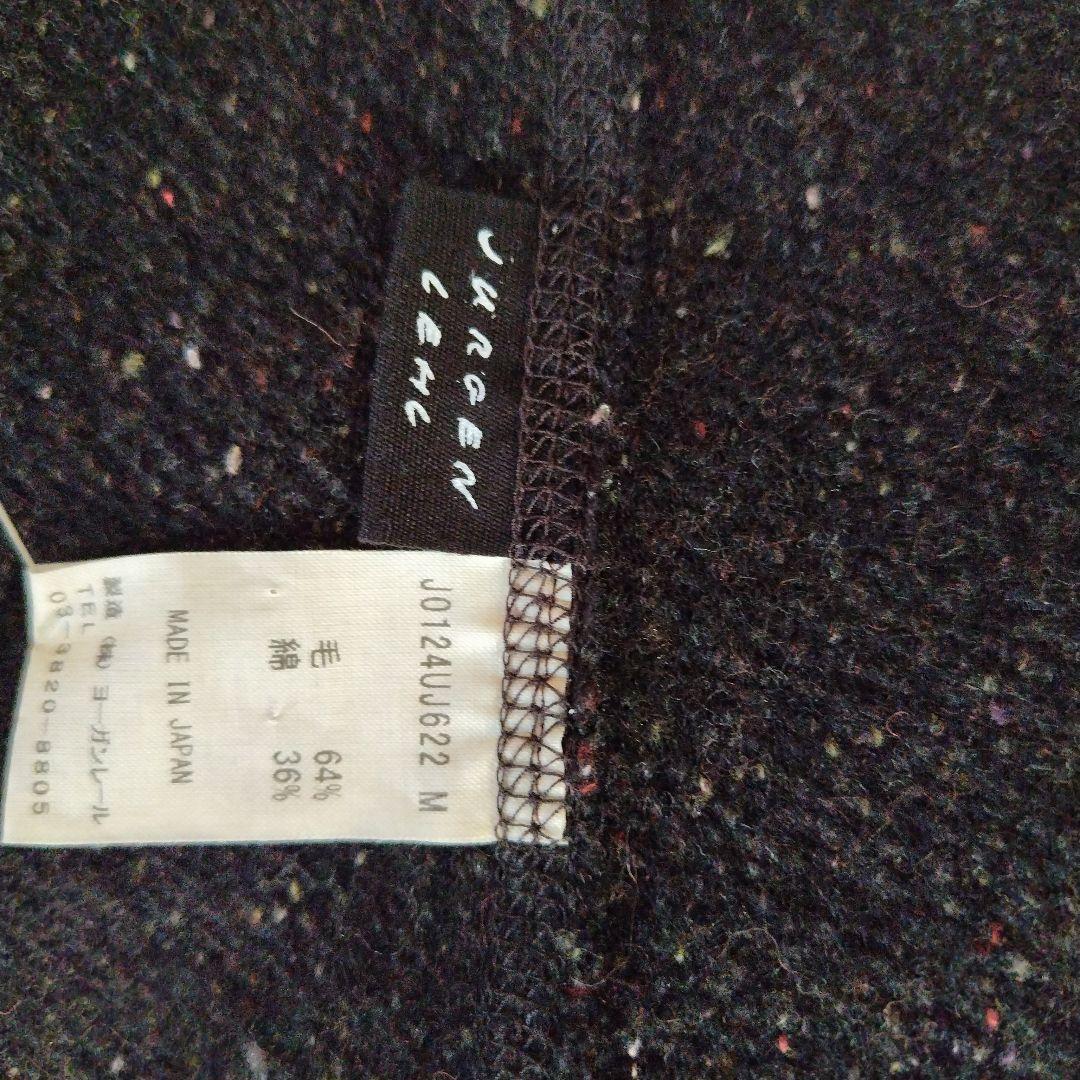 JURGEN
LEHL
J0124UJ622 M
毛 64%
綿 36%
MADE IN JAPAN
製造 (株) ヨーガンレール
TEL
03-3820-8805